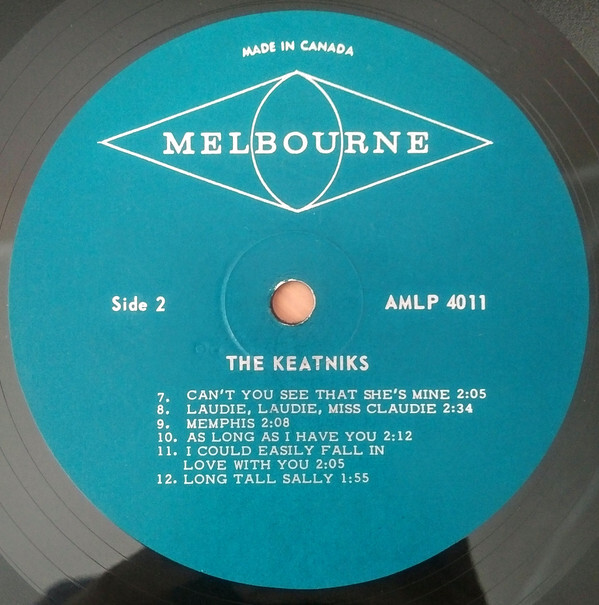 MADE IN CANADA
MELBOURNE
Side 2
AMLP 4011
THE KEATNIKS
7. CAN'T YOU SEE THAT SHE'S MINE 2:05
8. LAUDIE, LAUDIE, MISS CLAUDIE 2:34
9. MEMPHIS 2:08
10. AS LONG AS I HAVE YOU 2:12
11. I COULD EASILY FALL IN
LOVE WITH YOU 2:05
12. LONG TALL SALLY 1:55